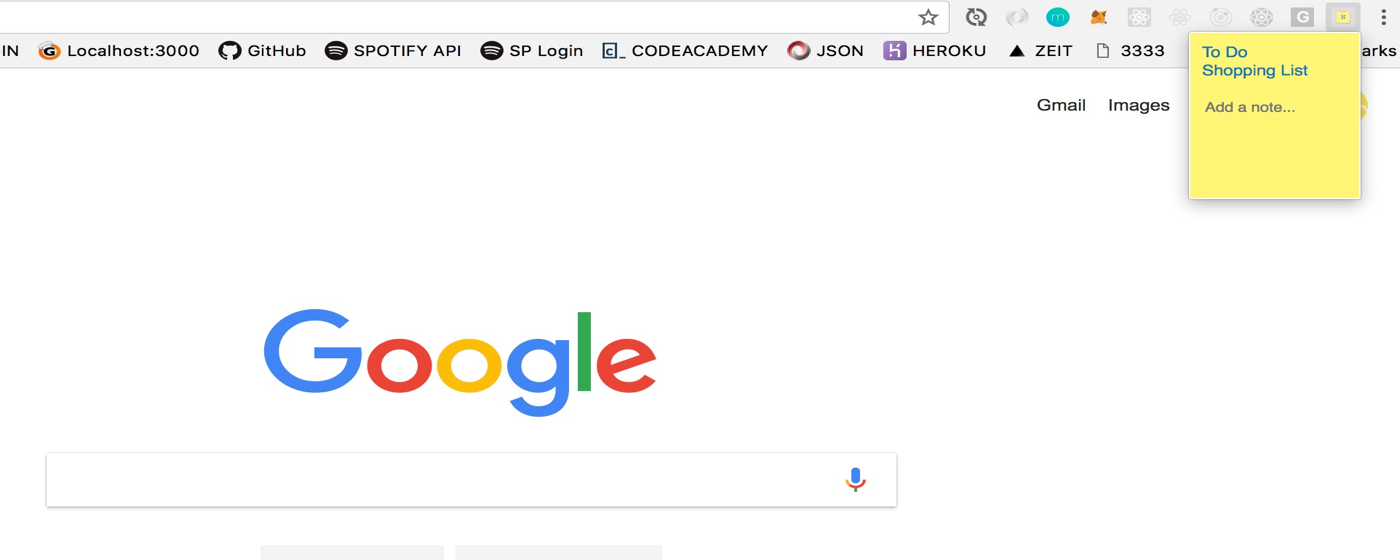 IN Localhost:3000 GitHub SPOTIFY API SP Login CODEACADEMY JSON HEROKU ZEIT 3333 arks
To Do
Shopping List
Add a note...
Gmail Images
Google